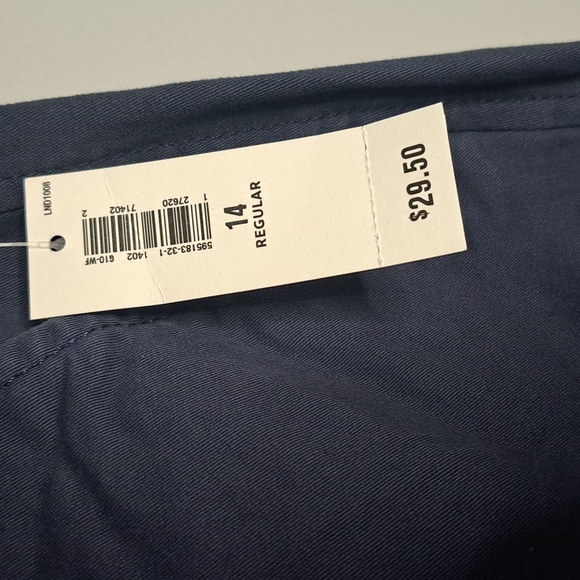 LND1008
1 27620 71402 2
595183-32-1
1402 610-WF
14
REGULAR
$29.50